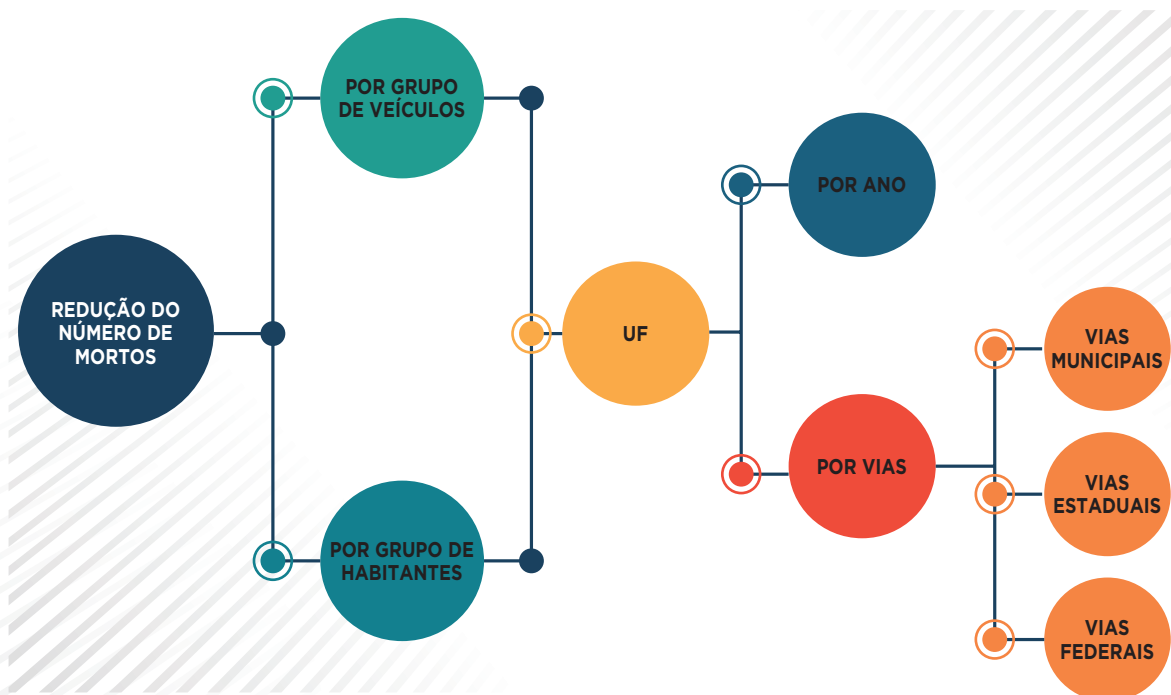 REDUÇÃO DO
NÚMERO DE
MORTOS
POR GRUPO
DE VEÍCULOS
POR GRUPO DE
HABITANTES
UF
POR ANO
POR VIAS
VIAS
MUNICIPAIS
VIAS
ESTADUAIS
VIAS
FEDERAIS